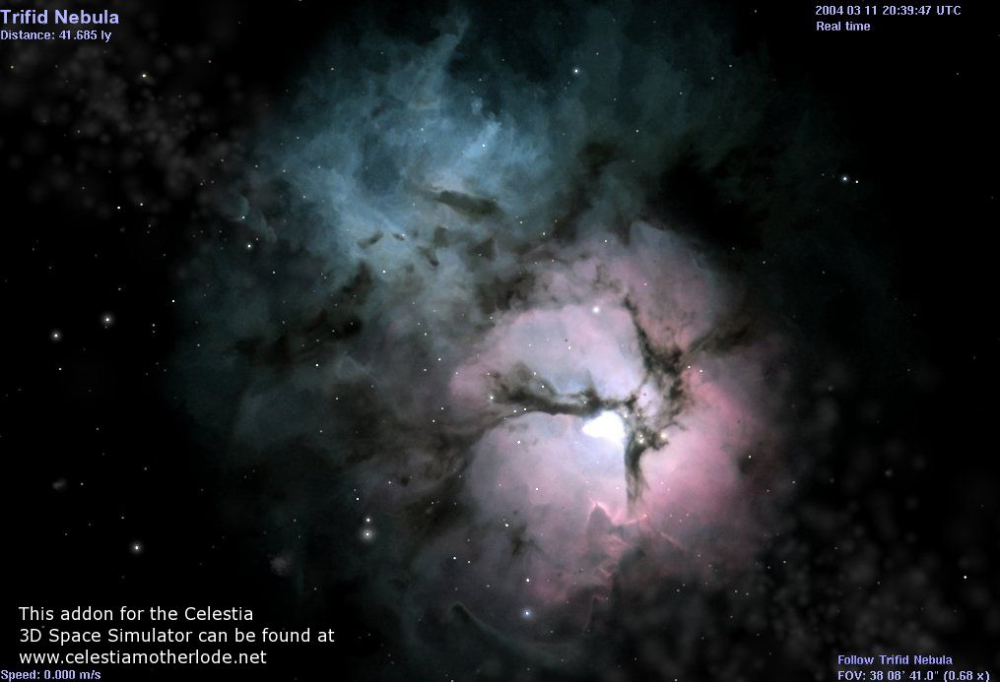 Trifid Nebula
Distance: 41.685 ly
2004 03 11 20:39:47 UTC
Real time
This addon for the Celestia
3D Space Simulator can be found at
www.celestiamotherlode.net
Speed: 0.000 m/s
Follow Trifid Nebula
FOV: 38 08' 41.0" (0.68 x)